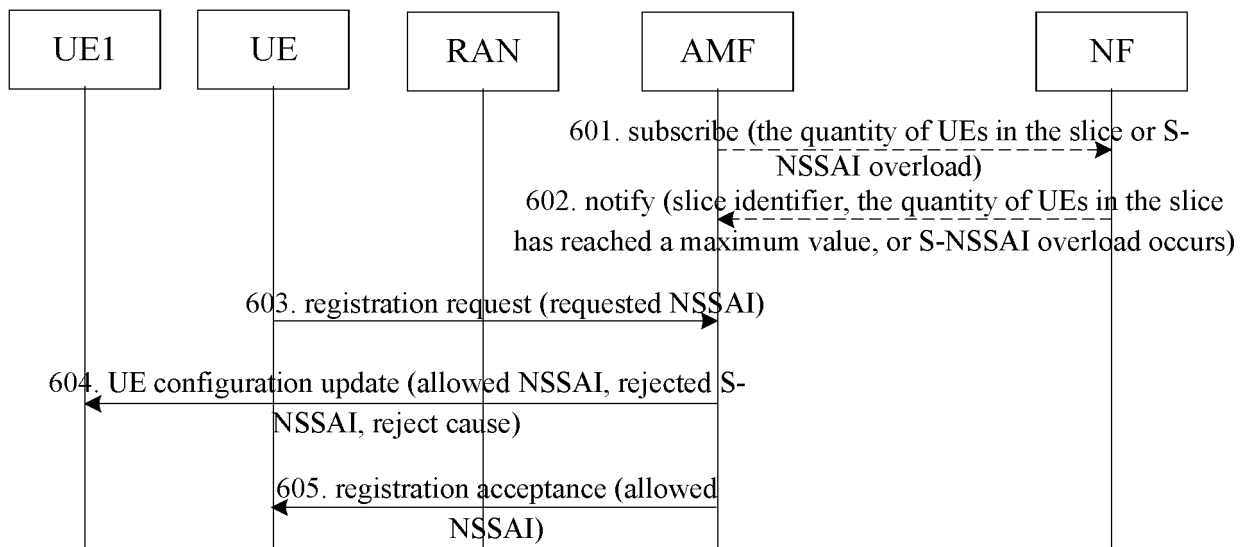 UE1
UE
RAN
AMF
NF
601. subscribe (the quantity of UEs in the slice or S-
NSSAI overload)
602. notify (slice identifier, the quantity of UEs in the slice
has reached a maximum value, or S-NSSAI overload occurs)
603. registration request (requested NSSAI)
604. UE configuration update (allowed NSSAI, rejected S-
NSSAI, reject cause)
605. registration acceptance (allowed
NSSAI)